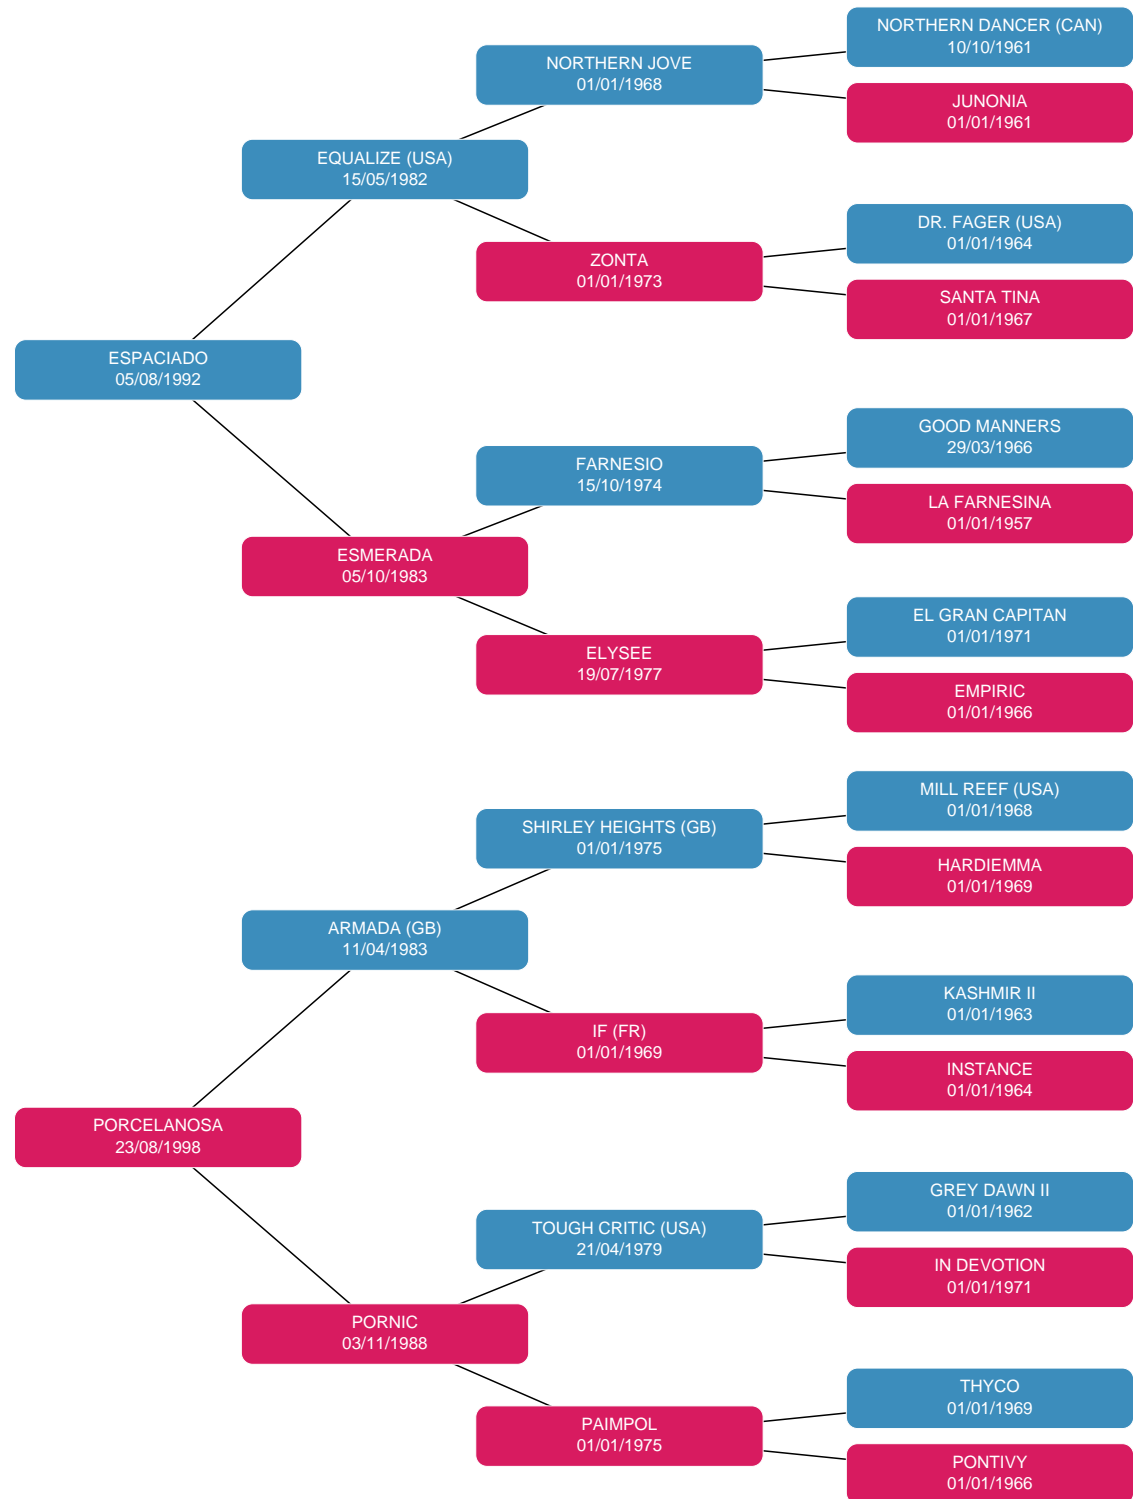 NORTHERN DANCER (CAN)
10/10/1961
NORTHERN JOVE
01/01/1968
JUNONIA
01/01/1961
EQUALIZE (USA)
15/05/1982
DR. FAGER (USA)
01/01/1964
ZONTA
01/01/1973
SANTA TINA
01/01/1967
ESPACIADO
05/08/1992
GOOD MANNERS
29/03/1966
FARNESIO
15/10/1974
LA FARNESINA
01/01/1957
ESMERADA
05/10/1983
EL GRAN CAPITAN
01/01/1971
ELYSEE
19/07/1977
EMPIRIC
01/01/1966
MILL REEF (USA)
01/01/1968
SHIRLEY HEIGHTS (GB)
01/01/1975
HARDIEMMA
01/01/1969
ARMADA (GB)
11/04/1983
KASHMIR II
01/01/1963
IF (FR)
01/01/1969
INSTANCE
01/01/1964
PORCELANOSA
23/08/1998
GREY DAWN II
01/01/1962
TOUGH CRITIC (USA)
21/04/1979
IN DEVOTION
01/01/1971
PORNIC
03/11/1988
THYCO
01/01/1969
PAIMPOL
01/01/1975
PONTIVY
01/01/1966